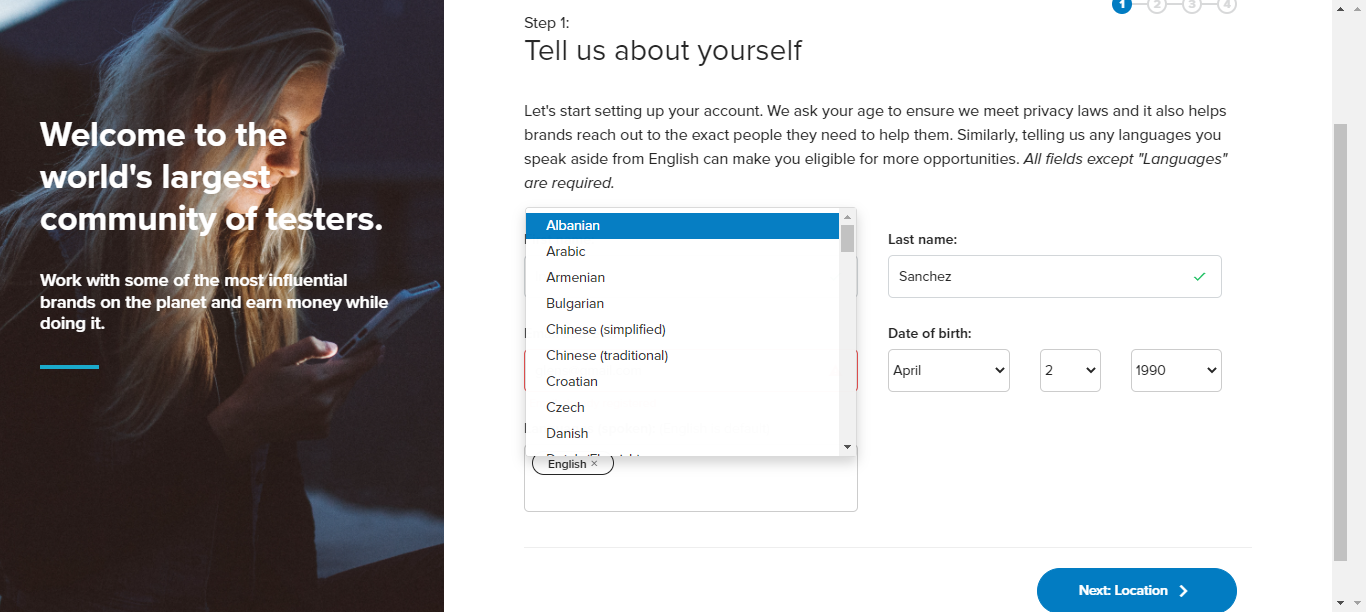 Welcome to the
world's largest
community of testers.
Work with some of the most influential
brands on the planet and earn money while
doing it.
1 2 3 4
Step 1:
Tell us about yourself
Let's start setting up your account. We ask your age to ensure we meet privacy laws and it also helps
brands reach out to the exact people they need to help them. Similarly, telling us any languages you
speak aside from English can make you eligible for more opportunities. All fields except "Languages"
are required.
Albanian
Arabic
Armenian
Bulgarian
Chinese (simplified)
Chinese (traditional)
Croatian
Czech
Danish
English ×
Last name:
Sanchez
Date of birth:
April 2 1990
Next: Location